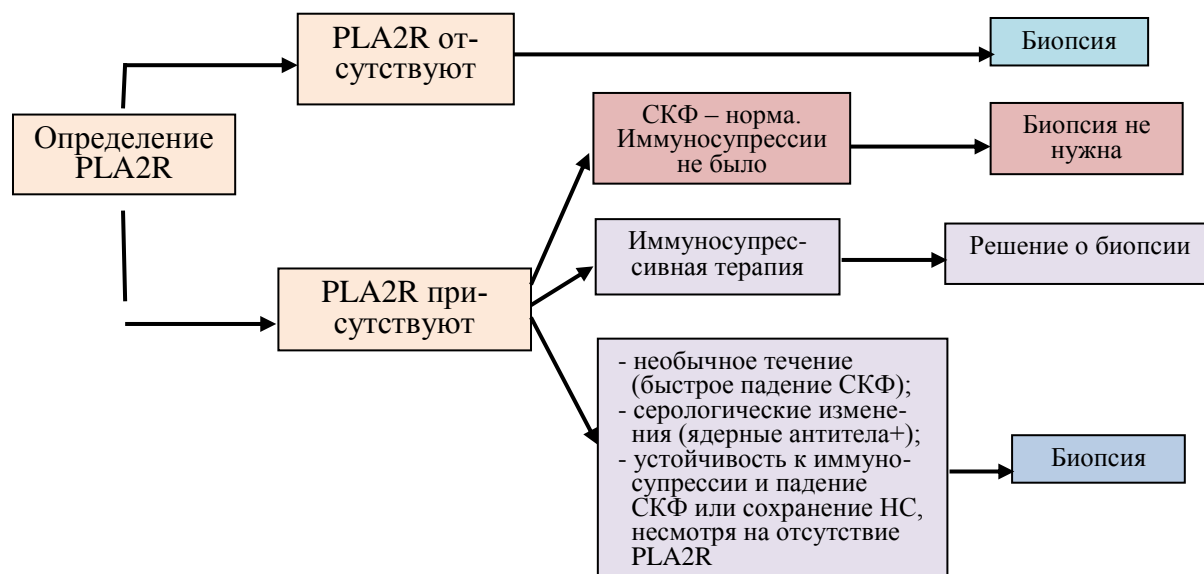 PLA2R от-
сутствуют
Биопсия
Определение
PLA2R
СКФ – норма.
Иммуносупрессии
не было
Биопсия не
нужна
Иммуносупрес-
сивная терапия
Решение о биопсии
PLA2R при-
сутствуют
- необычное течение
(быстрое падение СКФ);
- серологические измене-
ния (ядерные антитела+);
- устойчивость к иммуно-
супрессии и падение
СКФ или сохранение НС,
несмотря на отсутствие
PLA2R
Биопсия